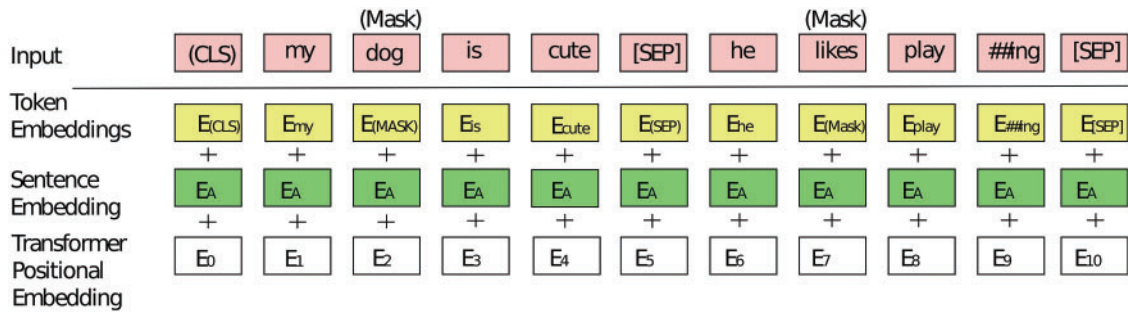 (Mask) (Mask)
Input (CLS) my dog is cute [SEP] he likes play ##ing [SEP]
Token Embeddings E(CLS) Emy E(MASK) Eis Ecute E(SEP) Ehe E(Mask) Eplay E##ing E[SEP]
+ + + + + + + + + + +
Sentence Embedding EA EA EA EA EA EA EA EA EA EA EA
+ + + + + + + + + + +
Transformer Positional Embedding E0 E1 E2 E3 E4 E5 E6 E7 E8 E9 E10